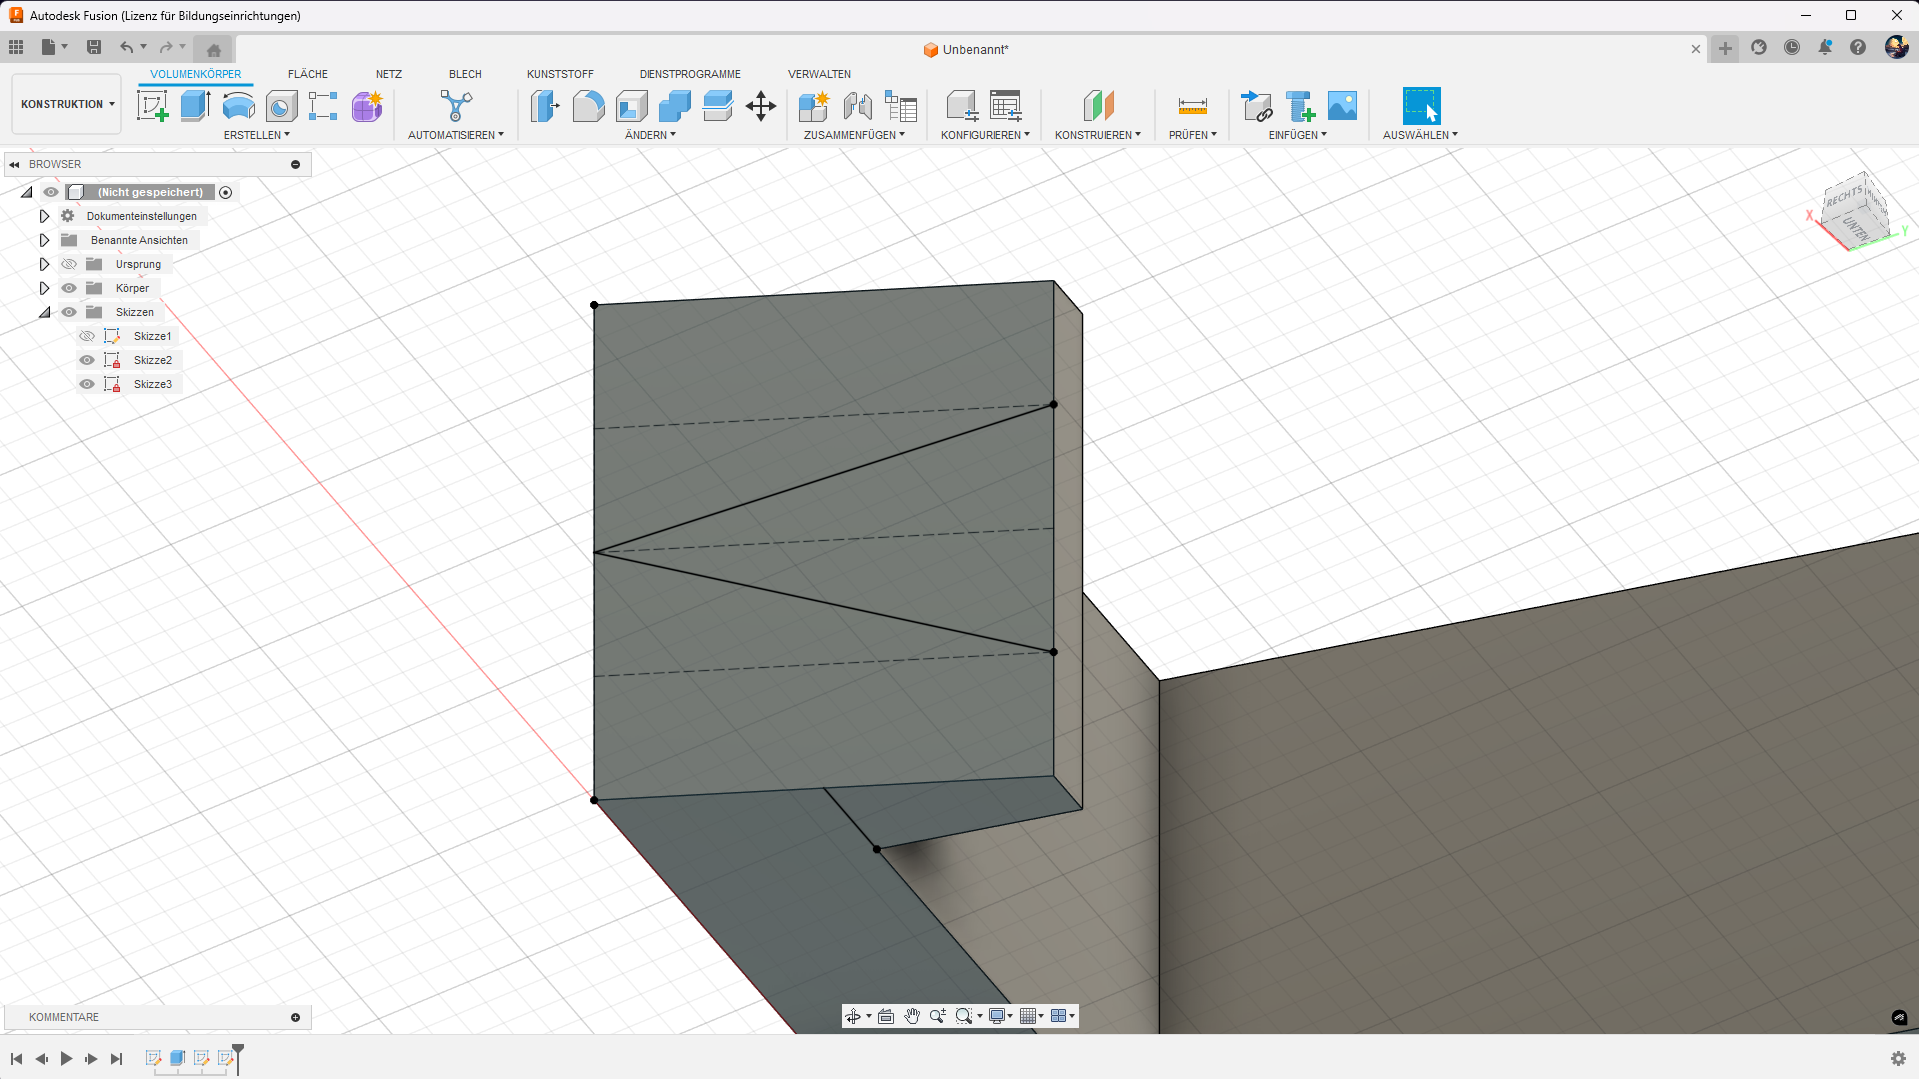 Autodesk Fusion (Lizenz für Bildungseinrichtungen)
Unbenannt*
KONSTRUKTION
VOLUMENKÖRPER FLÄCHE NETZ BLECH KUNSTSTOFF DIENSTPROGRAMME VERWALTEN
ERSTELLEN AUTOMATISIEREN ÄNDERN ZUSAMMENFÜGEN KONFIGURIEREN KONSTRUIEREN PRÜFEN EINFÜGEN AUSWÄHLEN
BROWSER
(Nicht gespeichert)
Dokumenteinstellungen
Benannte Ansichten
Ursprung
Körper
Skizzen
Skizze1
Skizze2
Skizze3
RECHTS
UNTEN
X
Y
KOMMENTARE